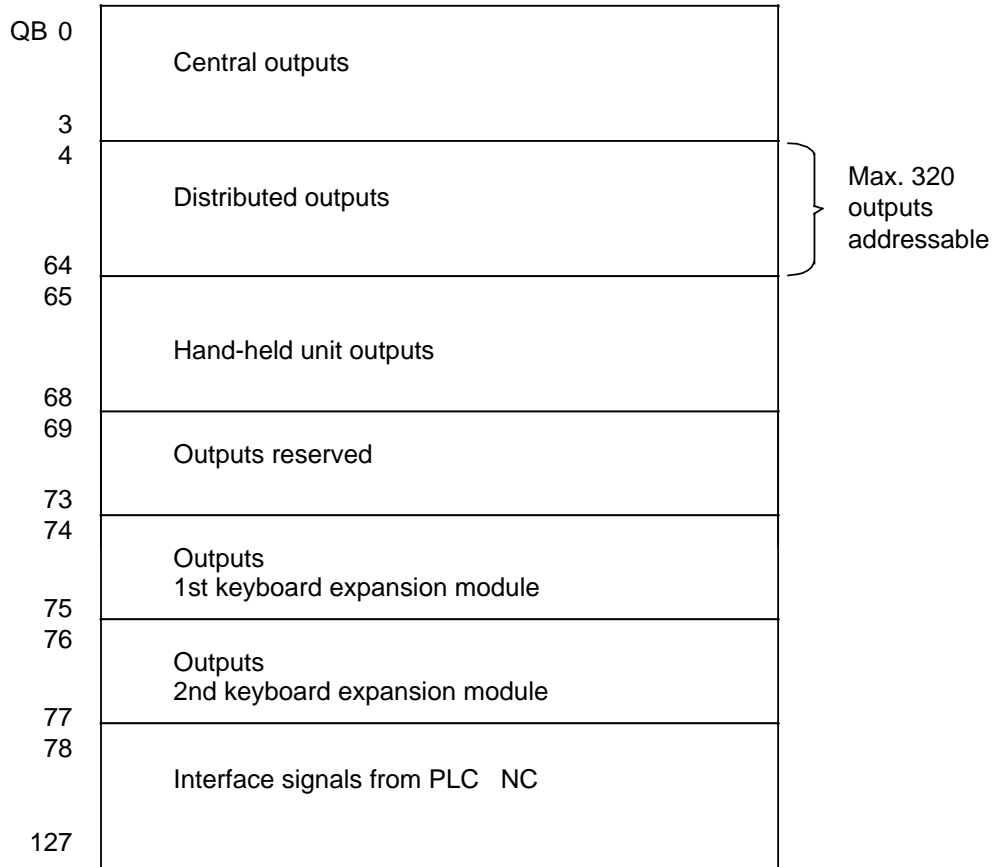 QB 0
Central outputs
3
4
Distributed outputs
Max. 320
outputs
addressable
64
65
Hand-held unit outputs
68
69
Outputs reserved
73
74
Outputs
1st keyboard expansion module
75
76
Outputs
2nd keyboard expansion module
77
78
Interface signals from PLC NC
127